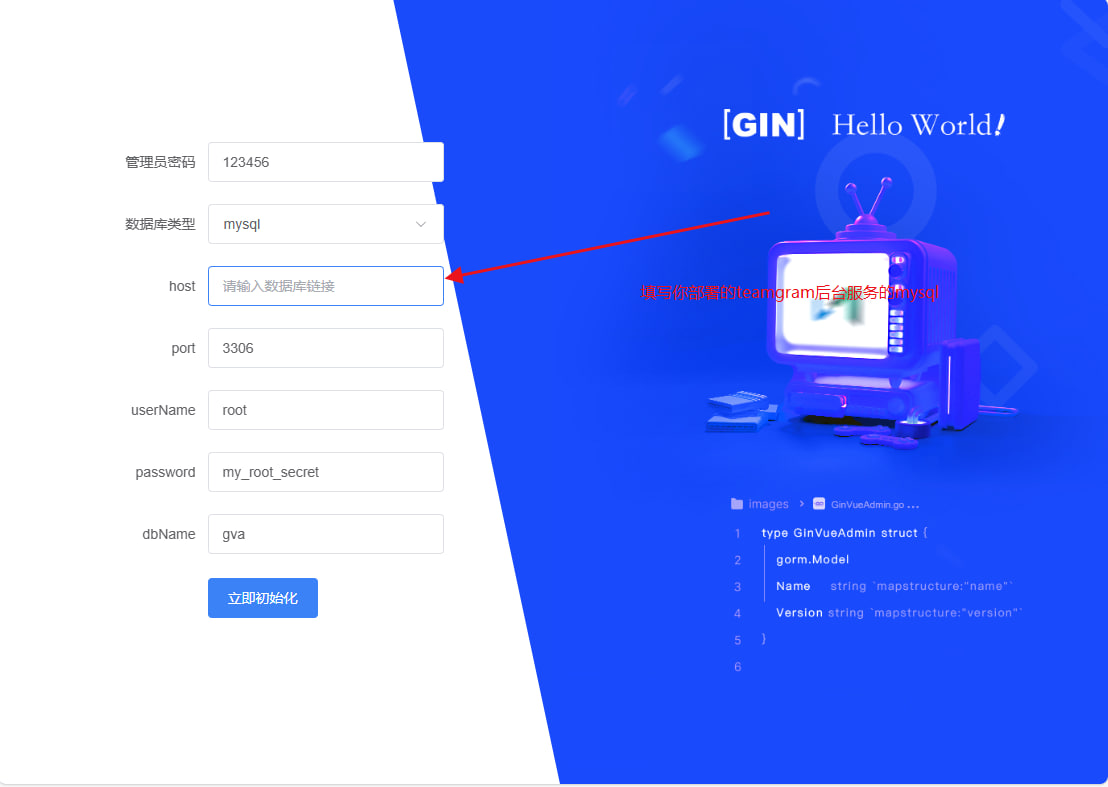 [GIN] Hello World!
管理员密码 123456
数据库类型 mysql
host 请输入数据库链接
填写你部署的teamgram后台服务的mysql
port 3306
userName root
password my_root_secret
dbName gva
立即初始化
images > GinVueAdmin.go ...
1 type GinVueAdmin struct {
2 gorm.Model
3 Name string `mapstructure:"name"`
4 Version string `mapstructure:"version"`
5 }
6